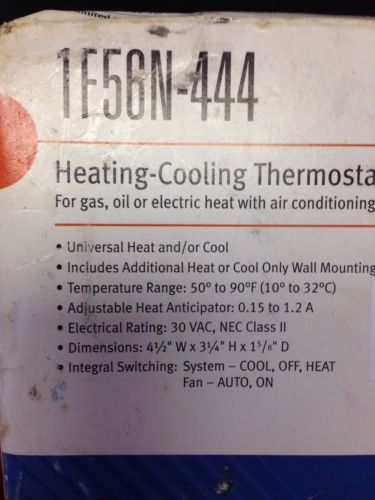 1F56N-444
Heating-Cooling Thermosta
For gas, oil or electric heat with air conditioning
• Universal Heat and/or Cool
• Includes Additional Heat or Cool Only Wall Mounting
• Temperature Range: 50° to 90°F (10° to 32°C)
• Adjustable Heat Anticipator: 0.15 to 1.2 A
• Electrical Rating: 30 VAC, NEC Class II
• Dimensions: 4½" W x 3¼" H x 1⁵/₈" D
• Integral Switching: System – COOL, OFF, HEAT
Fan – AUTO, ON